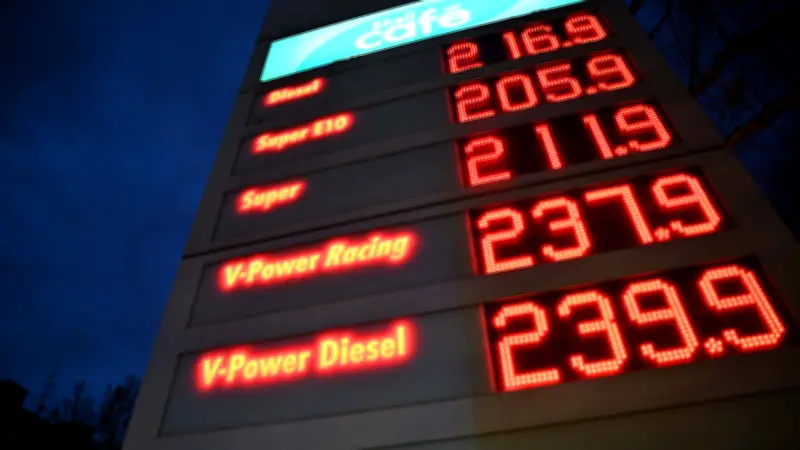 Shell
café
Diesel 216.9
Super E10 205.9
Super 211.9
V-Power Racing 237.9
V-Power Diesel 239.9